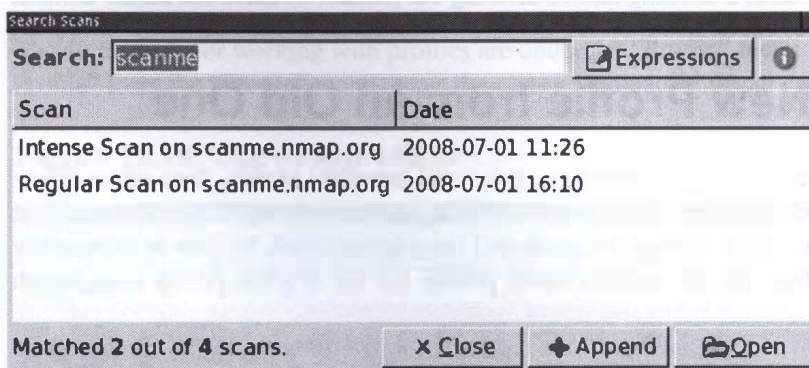 Search Scans
Search: scanme Expressions
Scan Date
Intense Scan on scanme.nmap.org 2008-07-01 11:26
Regular Scan on scanme.nmap.org 2008-07-01 16:10
Matched 2 out of 4 scans. Close Append Open